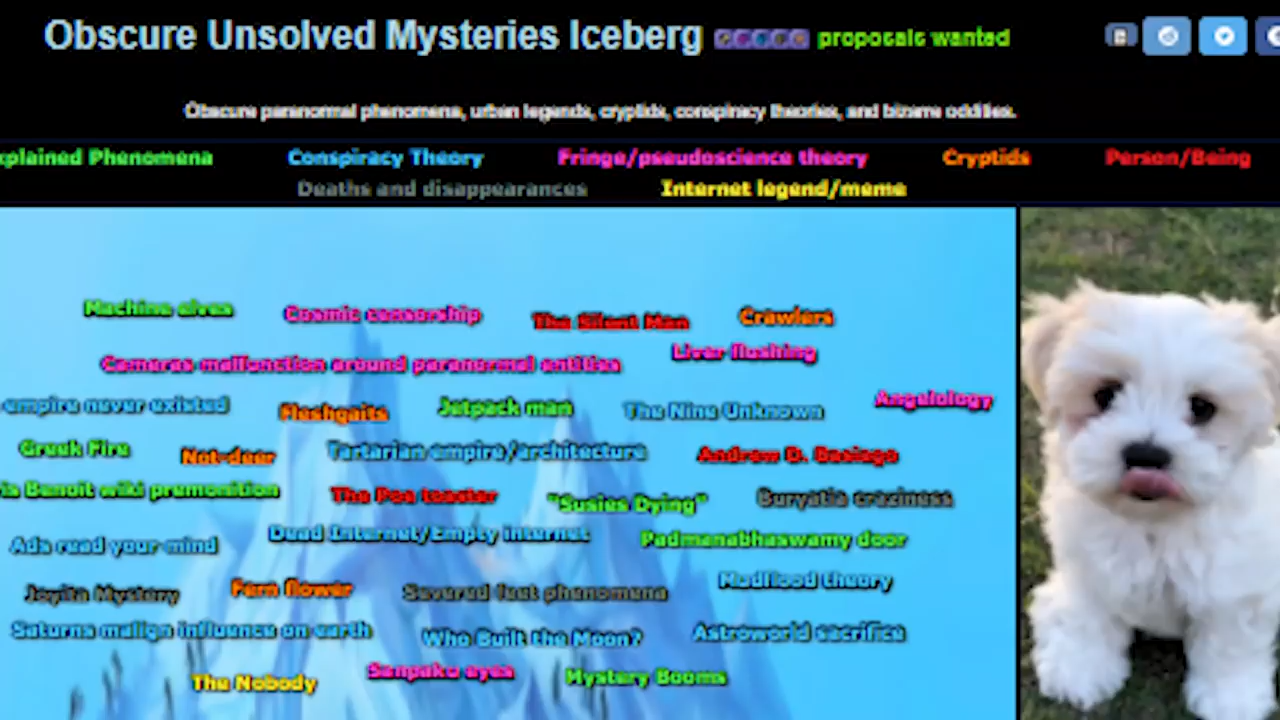 Obscure Unsolved Mysteries Iceberg proposals wanted
Obscure paranormal phenomena, urban legends, cryptids, conspiracy theories, and bizarre oddities.
xplained Phenomena Conspiracy Theory Fringe/pseudoscience theory Cryptids Person/Being
Deaths and disappearances Internet legend/meme
Machine elves Cosmic censorship The Silent Man Crawlers
Cameras malfunction around paranormal entities Liver flushing
empire never existed Fleshgaits Jetpack man The Nine Unknown Angelology
Greek Fire Not-deer Tartarian empire/architecture Andrew D. Basiago
is Benoit wiki premonition The Poe toaster "Susies Dying" Buryatia craziness
Ads read your mind Dead Internet/Empty internet Padmanabhaswamy door
Joyita Mystery Fern flower Severed feet phenomena Mudflood theory
Saturns malign influence on earth Who Built the Moon? Astroworld sacrifice
The Nobody Sanpaku eyes Mystery Booms